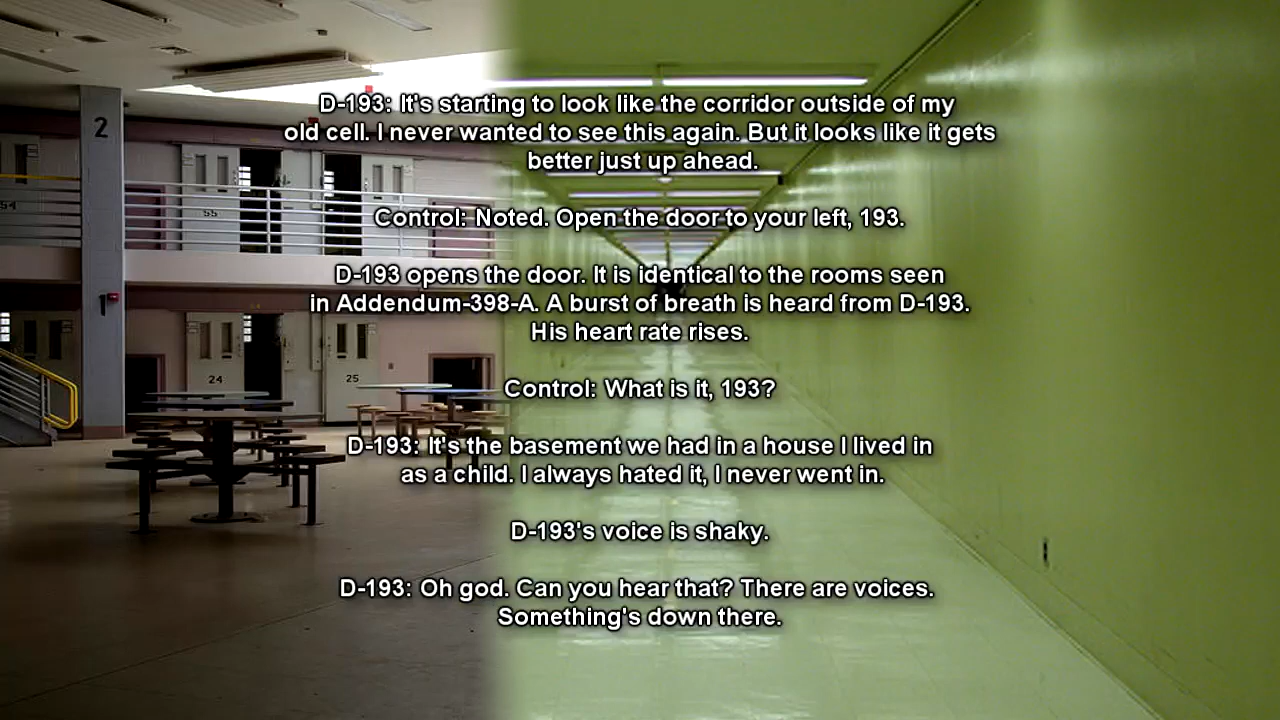 2
54
55
24
25
D-193: It's starting to look like the corridor outside of my
old cell. I never wanted to see this again. But it looks like it gets
better just up ahead.
Control: Noted. Open the door to your left, 193.
D-193 opens the door. It is identical to the rooms seen
in Addendum-398-A. A burst of breath is heard from D-193.
His heart rate rises.
Control: What is it, 193?
D-193: It's the basement we had in a house I lived in
as a child. I always hated it, I never went in.
D-193's voice is shaky.
D-193: Oh god. Can you hear that? There are voices.
Something's down there.